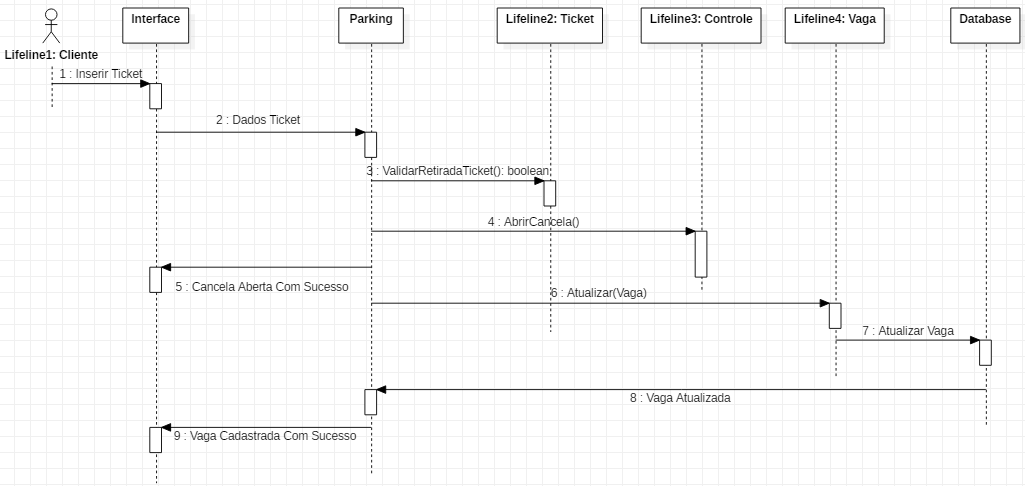 Interface
Parking
Lifeline2: Ticket
Lifeline3: Controle
Lifeline4: Vaga
Database
Lifeline1: Cliente
1 : Inserir Ticket
2 : Dados Ticket
3 : ValidarRetiradaTicket(): boolean
4 : AbrirCancela()
5 : Cancela Aberta Com Sucesso
6 : Atualizar(Vaga)
7 : Atualizar Vaga
8 : Vaga Atualizada
9 : Vaga Cadastrada Com Sucesso